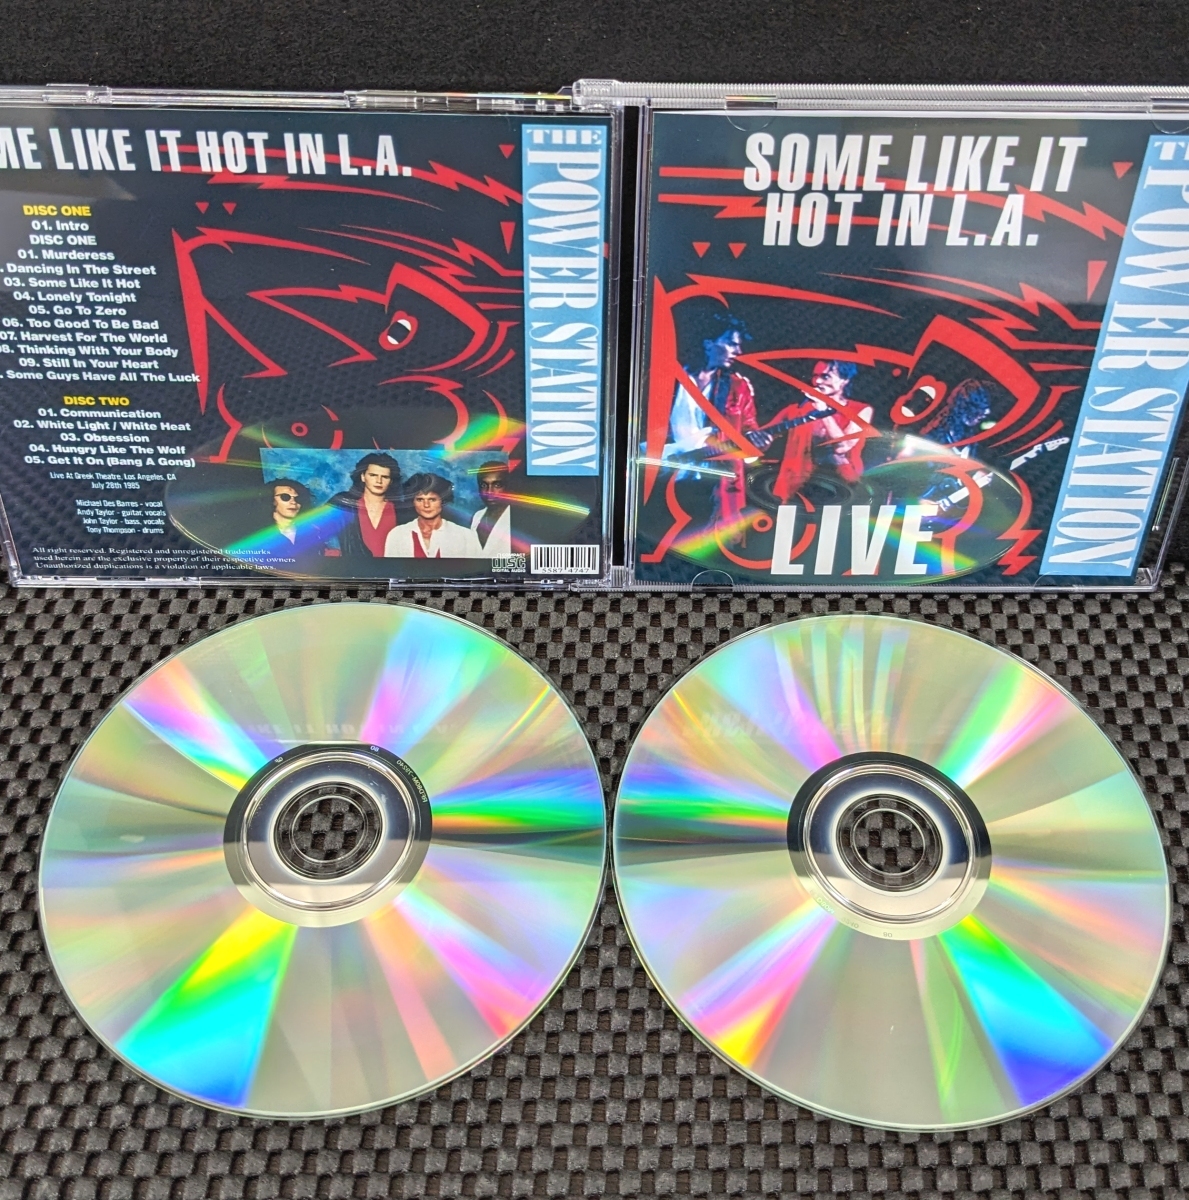 ME LIKE IT HOT IN L.A.
DISC ONE
01. Intro
DISC ONE
01. Murderess
. Dancing In The Street
03. Some Like It Hot
04. Lonely Tonight
05. Go To Zero
06. Too Good To Be Bad
07. Harvest For The World
08. Thinking With Your Body
09. Still In Your Heart
. Some Guys Have All The Luck
DISC TWO
01. Communication
02. White Light / White Heat
03. Obsession
04. Hungry Like The Wolf
05. Get It On (Bang A Gong)
Live At Greek Theatre, Los Angeles, CA
July 28th 1985
Michael Des Barres - vocal
Andy Taylor - guitar, vocals
John Taylor - bass, vocals
Tony Thompson - drums
All right reserved. Registered and unregistered trademarks
used herein are the exclusive property of their respective owners
Unauthorized duplications is a violation of applicable laws.
THE POWER STATION
COMPACT
DISC
DIGITAL AUDIO
5587 4747
SOME LIKE IT
HOT IN L.A.
LIVE
THE POWER STATION